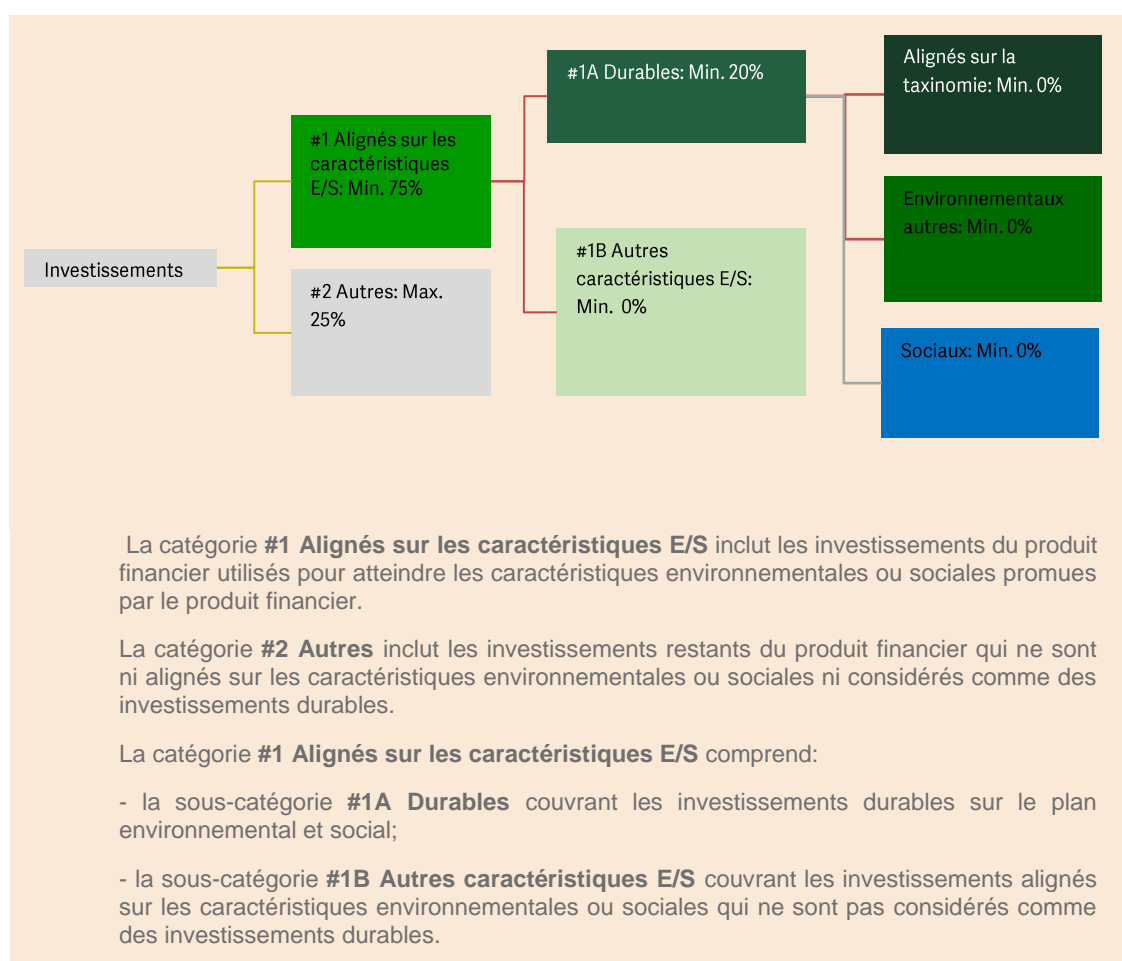 Investissements
#1 Alignés sur les
caractéristiques
E/S: Min. 75%
#2 Autres: Max.
25%
#1A Durables: Min. 20%
#1B Autres
caractéristiques E/S:
Min. 0%
Alignés sur la
taxinomie: Min. 0%
Environnementaux
autres: Min. 0%
Sociaux: Min. 0%
La catégorie #1 Alignés sur les caractéristiques E/S inclut les investissements du produit
financier utilisés pour atteindre les caractéristiques environnementales ou sociales promues
par le produit financier.
La catégorie #2 Autres inclut les investissements restants du produit financier qui ne sont
ni alignés sur les caractéristiques environnementales ou sociales ni considérés comme des
investissements durables.
La catégorie #1 Alignés sur les caractéristiques E/S comprend:
- la sous-catégorie #1A Durables couvrant les investissements durables sur le plan
environnemental et social;
- la sous-catégorie #1B Autres caractéristiques E/S couvrant les investissements alignés
sur les caractéristiques environnementales ou sociales qui ne sont pas considérés comme
des investissements durables.